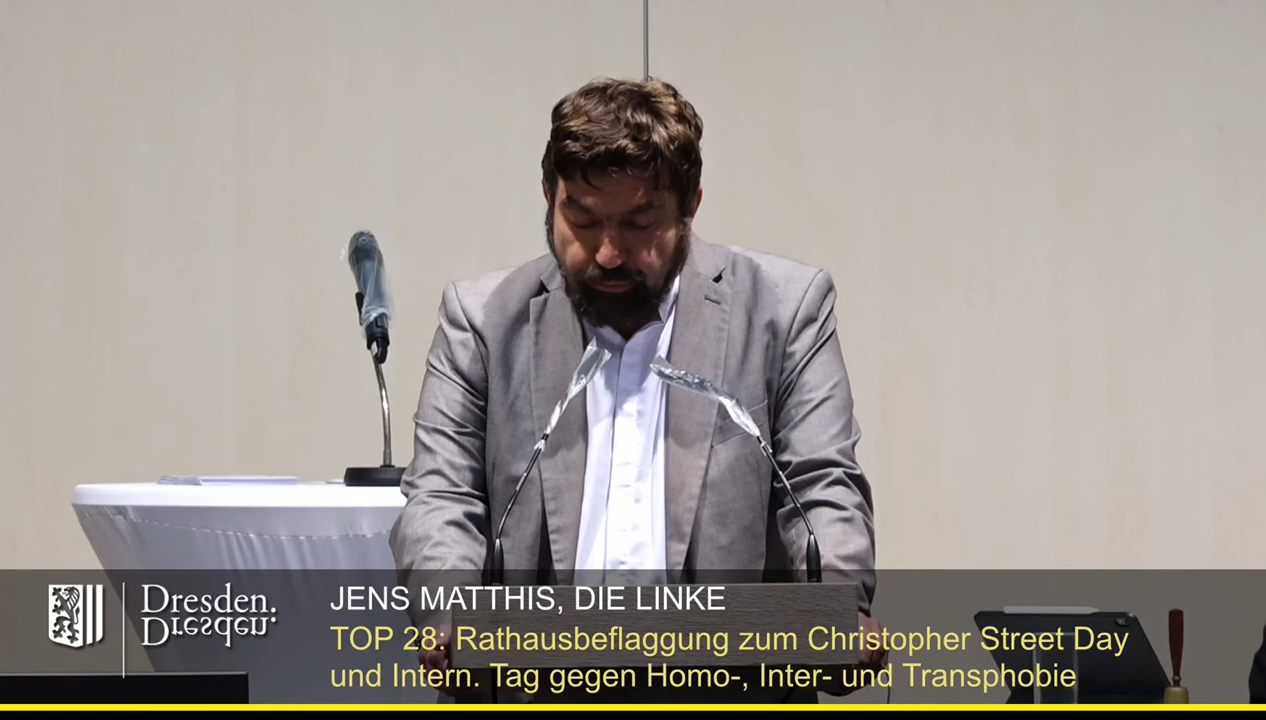 Dresden.
Dresden.
JENS MATTHIS, DIE LINKE
TOP 28: Rathausbeflaggung zum Christopher Street Day
und Intern. Tag gegen Homo-, Inter- und Transphobie